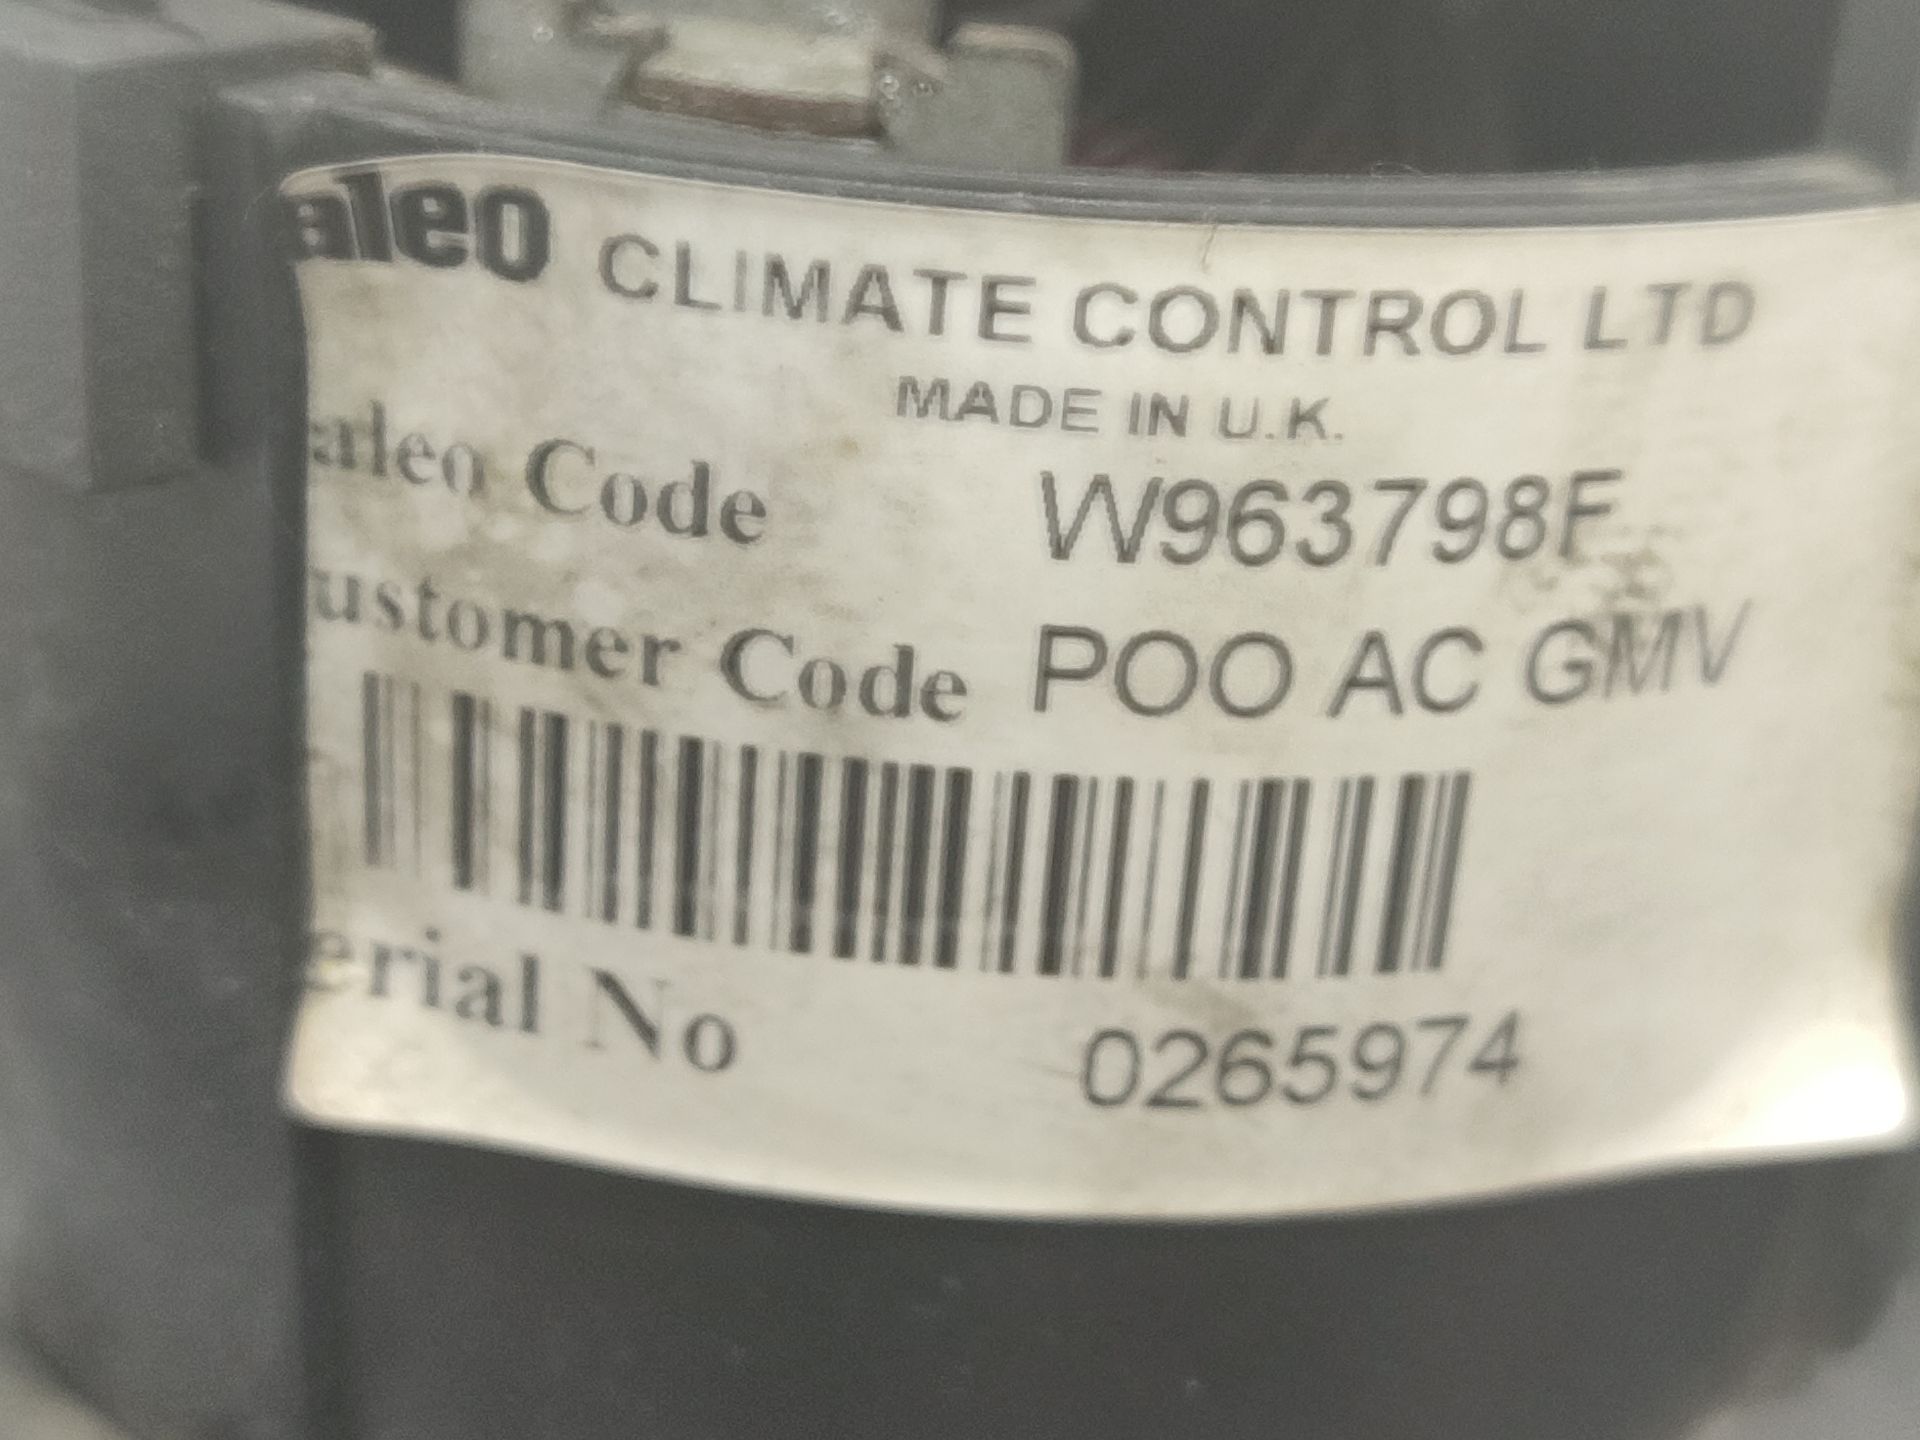 aleo CLIMATE CONTROL LTD
MADE IN U.K.
aleo Code W963798F
ustomer Code POO AC GMV
erial No 0265974